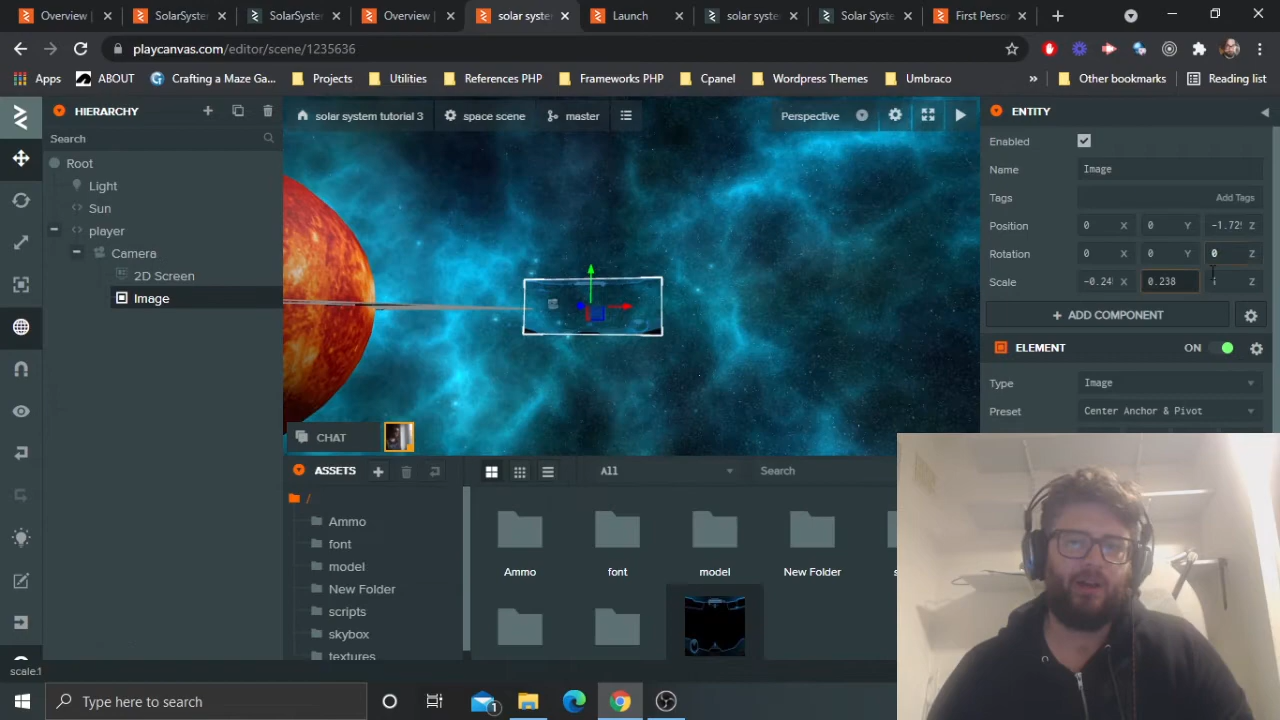 Overview
SolarSystem
SolarSystem
Overview
solar syste
Launch
solar syste
Solar Syste
First Person
playcanvas.com/editor/scene/1235636
Apps
ABOUT
Crafting a Maze Ga...
Projects
Utilities
References PHP
Frameworks PHP
Cpanel
Wordpress Themes
Umbraco
»
Other bookmarks
Reading list
HIERARCHY
Search
Root
Light
Sun
player
Camera
2D Screen
Image
solar system tutorial 3
space scene
master
Perspective
ENTITY
Enabled
Name
Image
Tags
Add Tags
Position
0 X
0 Y
-1.72 Z
Rotation
0 X
0 Y
0 Z
Scale
-0.24 X
0.238
Z
+ ADD COMPONENT
ELEMENT
ON
Type
Image
Preset
Center Anchor & Pivot
CHAT
ASSETS
/
Ammo
font
model
New Folder
scripts
skybox
textures
All
Search
Ammo
font
model
New Folder
scale.1
Type here to search
1